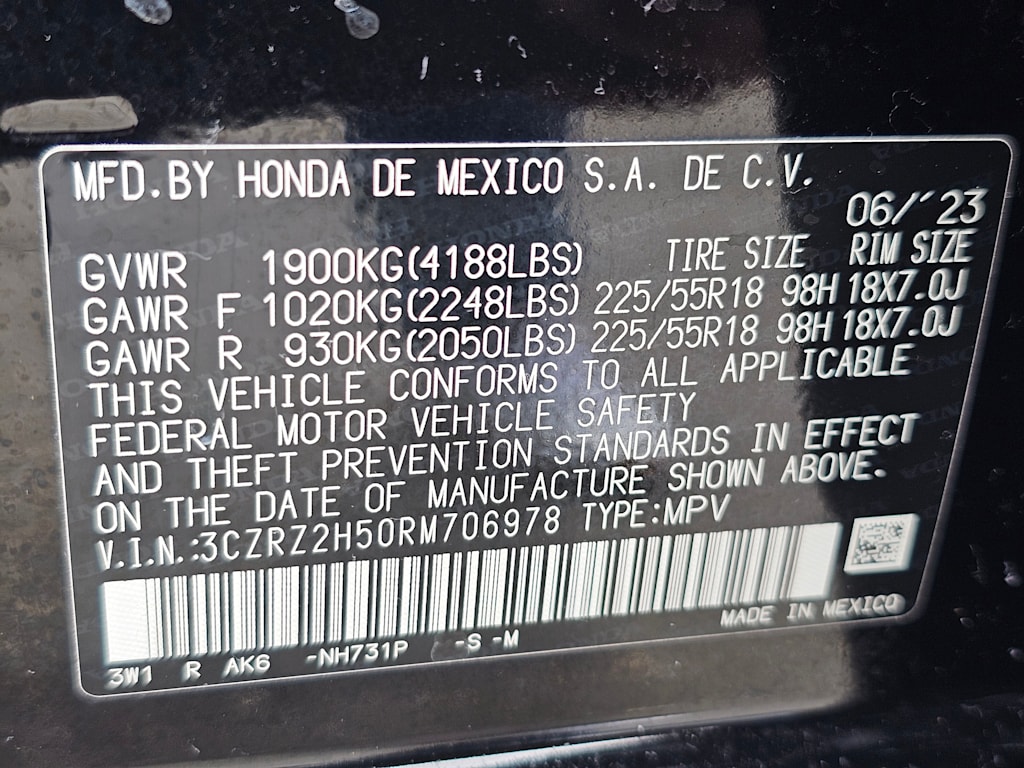 MFD.BY HONDA DE MEXICO S.A. DE C.V.
06/'23
TIRE SIZE RIM SIZE
GVWR 1900KG(4188LBS)
GAWR F 1020KG(2248LBS) 225/55R18 98H 18X7.0J
GAWR R 930KG(2050LBS) 225/55R18 98H 18X7.0J
THIS VEHICLE CONFORMS TO ALL APPLICABLE
FEDERAL MOTOR VEHICLE SAFETY
AND THEFT PREVENTION STANDARDS IN EFFECT
ON THE DATE OF MANUFACTURE SHOWN ABOVE.
V.I.N.:3CZRZ2H50RM706978 TYPE:MPV
MADE IN MEXICO
3W1 R AK6 -NH731P -S -M